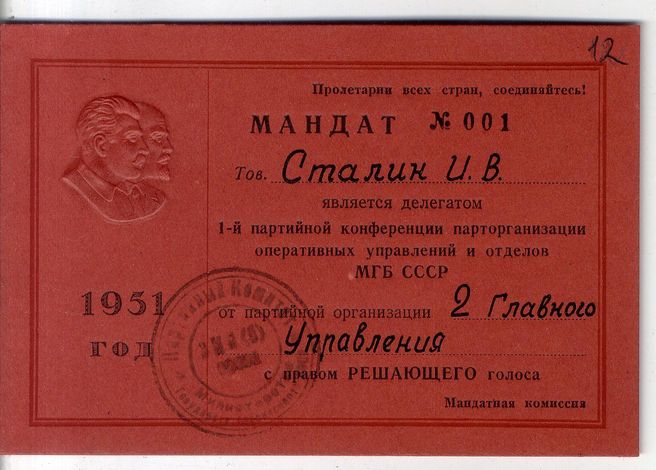 12
Пролетарии всех стран, соединяйтесь!
МАНДАТ № 001
Тов. Сталин И. В.
является делегатом
1-й партийной конференции парторганизации
оперативных управлений и отделов
МГБ СССР
1951
ГОД
от партийной организации 2 Главного
Управления
с правом РЕШАЮЩЕГО голоса
Мандатная комиссия